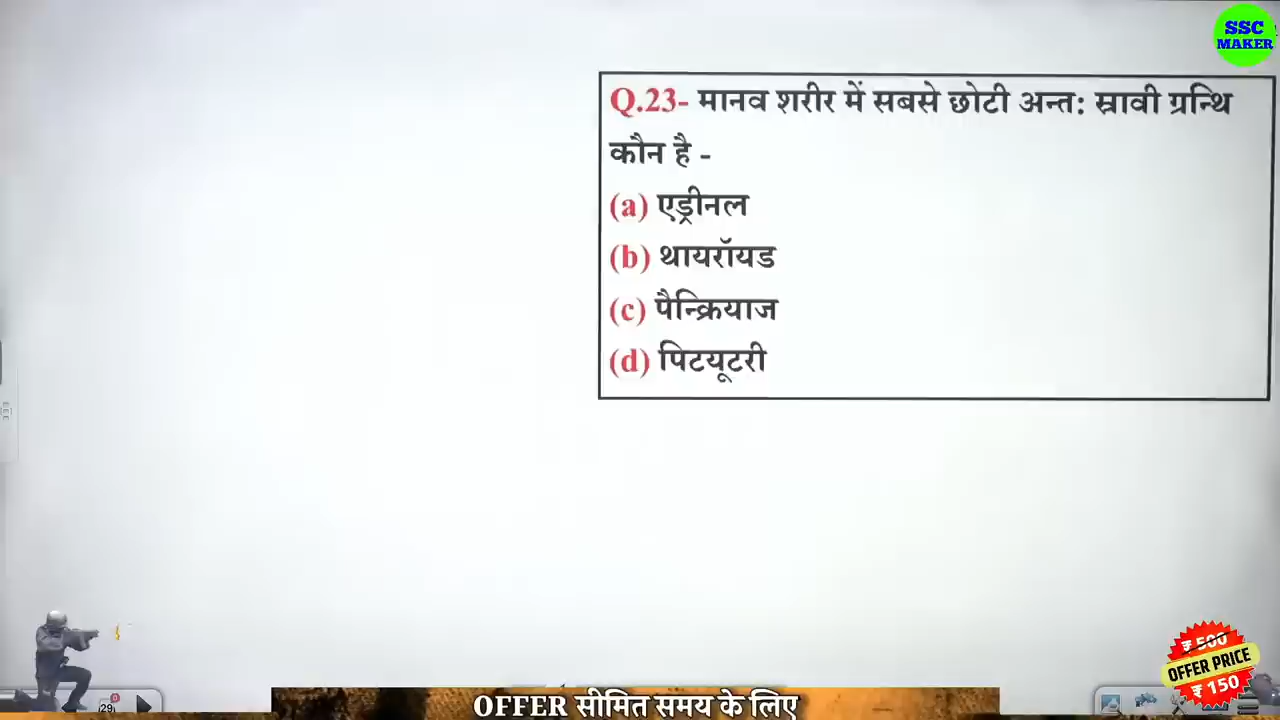 SSC
MAKER
Q.23- मानव शरीर में सबसे छोटी अन्त: स्रावी ग्रन्थि
कौन है -
(a) एड्रीनल
(b) थायरॉयड
(c) पैन्क्रियाज
(d) पिटयूटरी
₹ 500
OFFER PRICE
₹ 150
29
OFFER सीमित समय के लिए